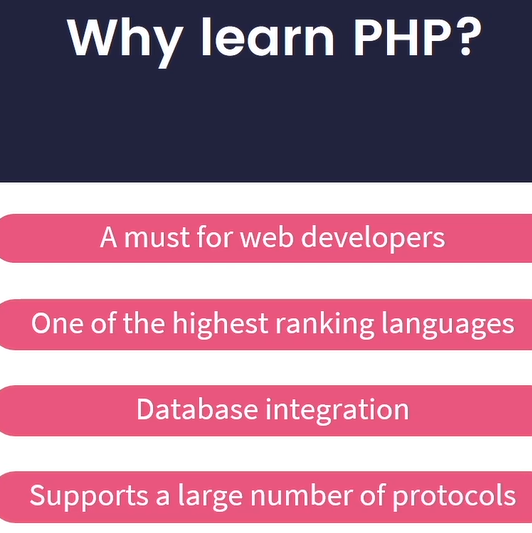 Why learn PHP?
A must for web developers
One of the highest ranking languages
Database integration
Supports a large number of protocols